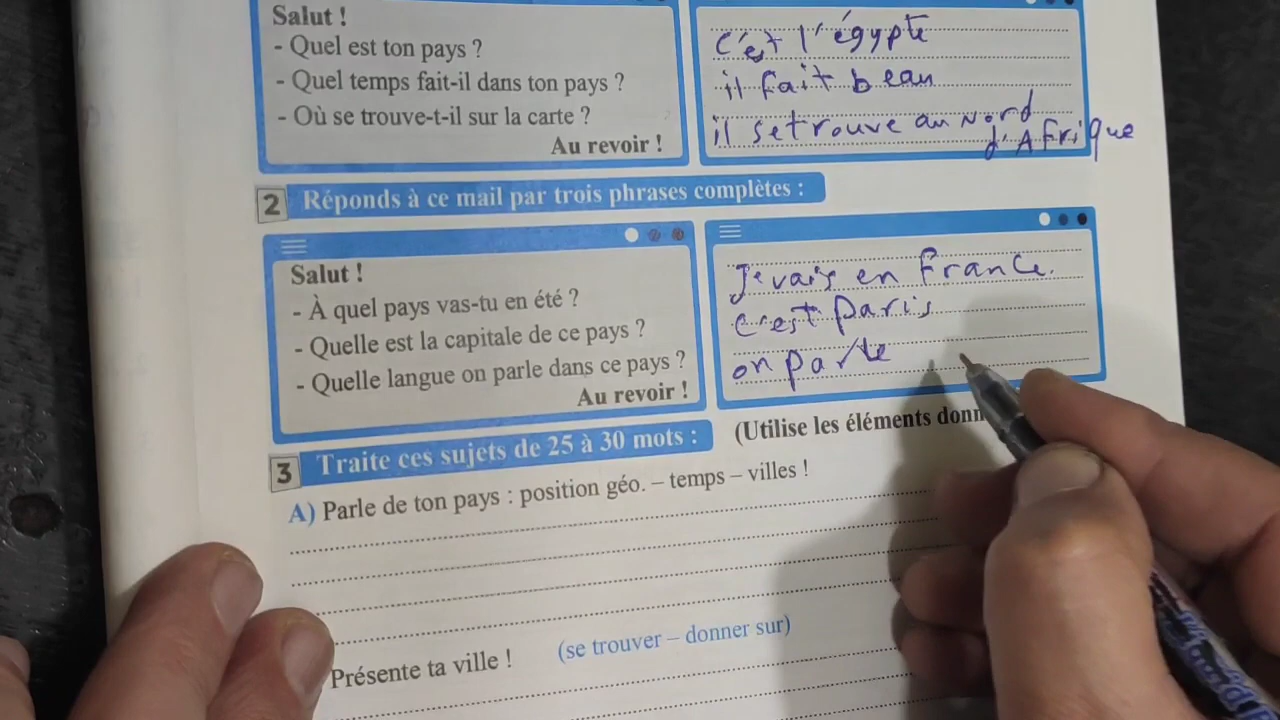 Salut !
- Quel est ton pays ?
- Quel temps fait-il dans ton pays ?
- Où se trouve-t-il sur la carte ?
Au revoir !
c'est l'égypte
il fait beau
il se trouve au Nord
d'Afrique
2 Réponds à ce mail par trois phrases complètes :
Salut !
- À quel pays vas-tu en été ?
- Quelle est la capitale de ce pays ?
- Quelle langue on parle dans ce pays ?
Au revoir !
Je vais en France.
c'est Paris
on parle
3 Traite ces sujets de 25 à 30 mots :
(Utilise les éléments
A) Parle de ton pays : position géo. – temps – villes !
Présente ta ville ! (se trouver – donner sur)